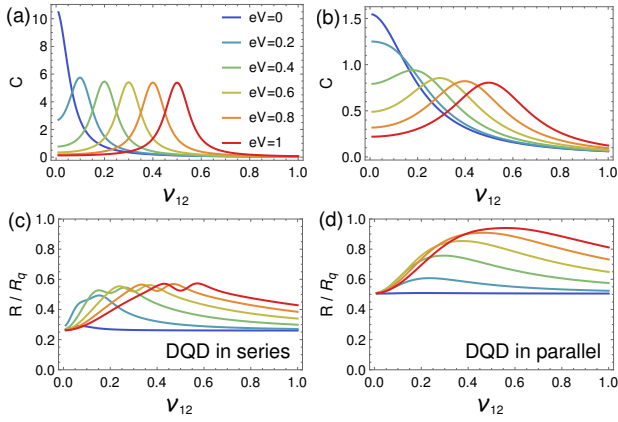 (a)
C
10
8
6
4
2
0
eV=0
eV=0.2
eV=0.4
eV=0.6
eV=0.8
eV=1
0.0 0.2 0.4 0.6 0.8 1.0
ν12
(b)
C
1.5
1.0
0.5
0.0
0.0 0.2 0.4 0.6 0.8 1.0
ν12
(c)
R / Rq
1.0
0.8
0.6
0.4
0.2
0.0
DQD in series
0.0 0.2 0.4 0.6 0.8 1.0
ν12
(d)
R / Rq
1.0
0.8
0.6
0.4
0.2
0.0
DQD in parallel
0.0 0.2 0.4 0.6 0.8 1.0
ν12